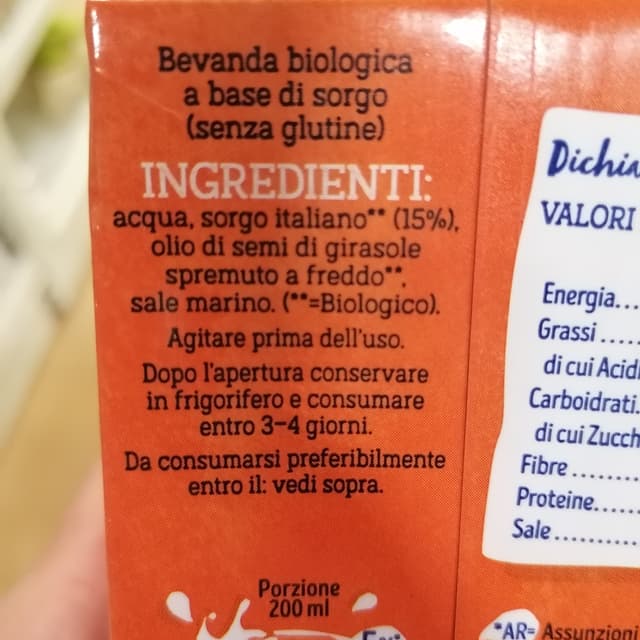 Bevanda biologica
a base di sorgo
(senza glutine)
INGREDIENTI:
acqua, sorgo italiano** (15%),
olio di semi di girasole
spremuto a freddo**,
sale marino. (**=Biologico).
Agitare prima dell'uso.
Dopo l'apertura conservare
in frigorifero e consumare
entro 3-4 giorni.
Da consumarsi preferibilmente
entro il: vedi sopra.
Porzione
200 ml
VALORI
Energia...
Grassi.....
di cui
Carboidrati.
di cui
Fibre.........
Proteine.....
Sale..........
*AR= Assunzioni